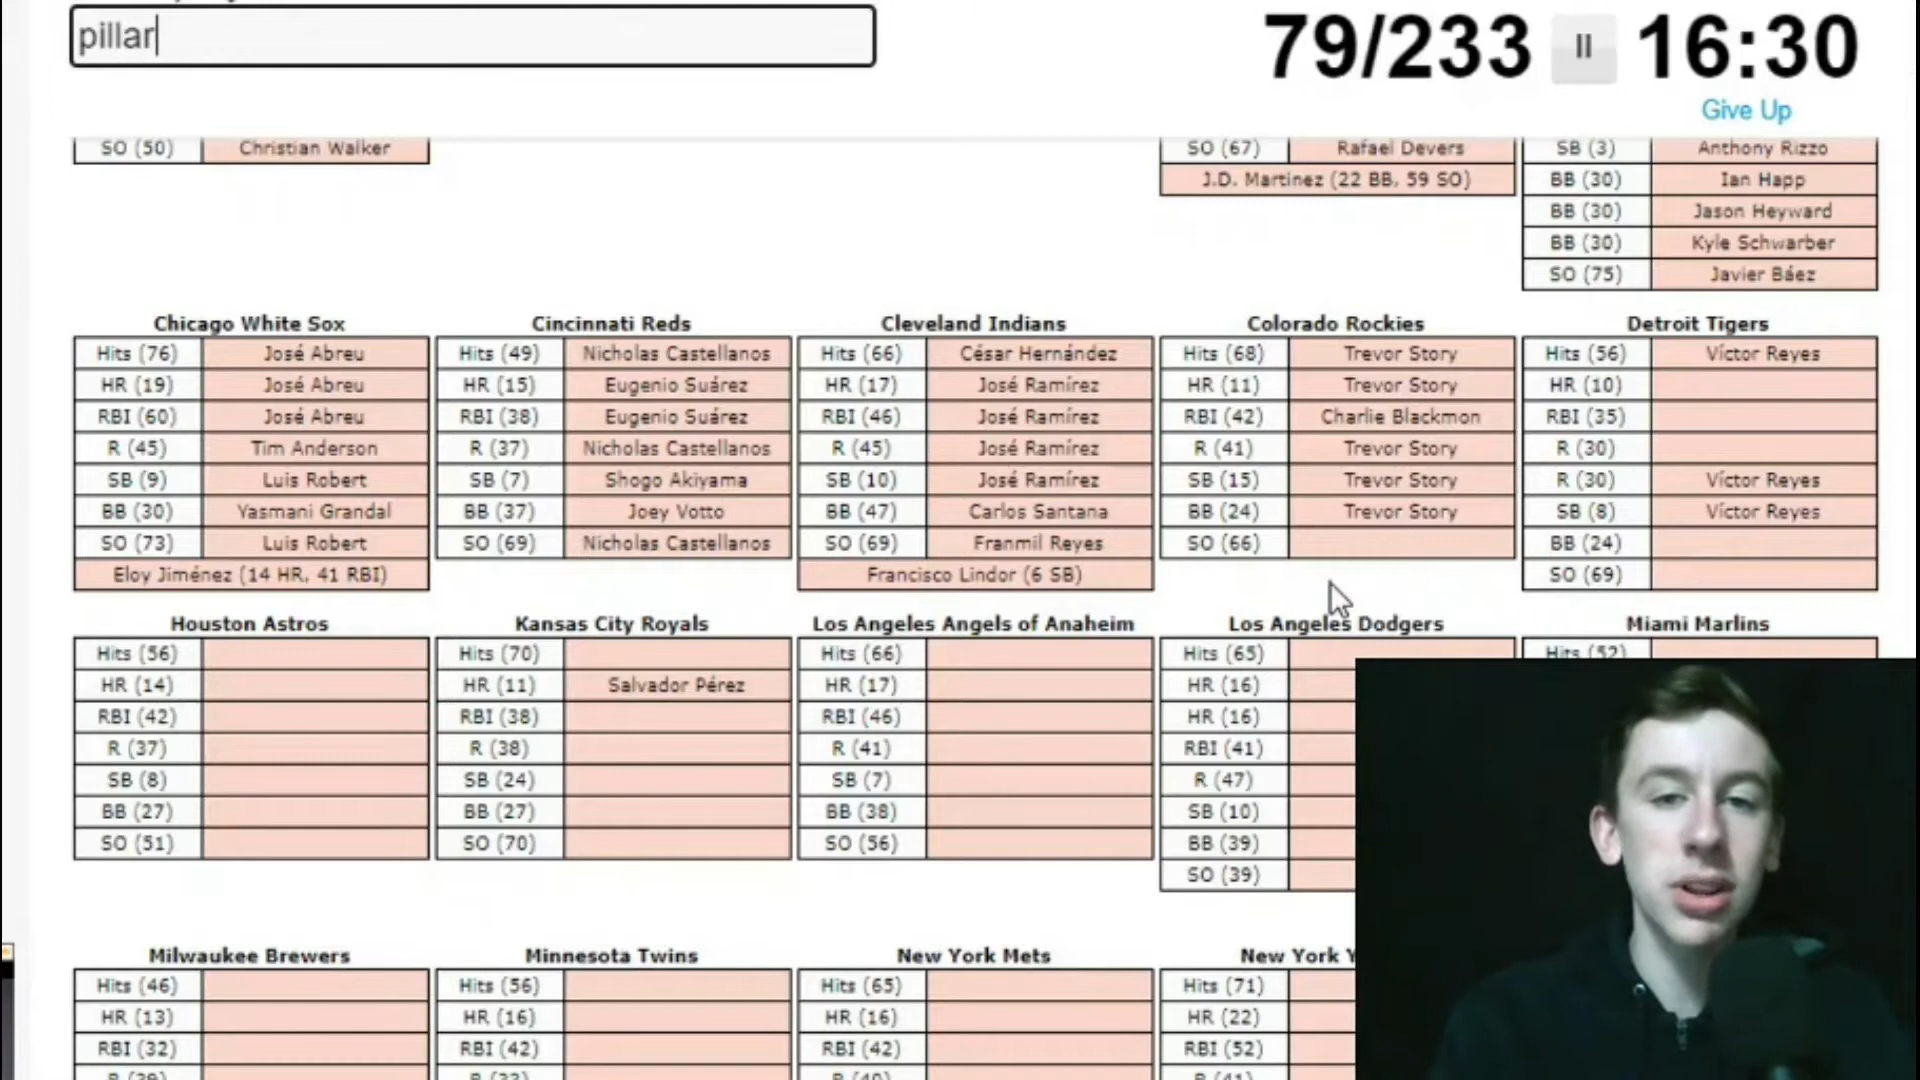 pillar
79/233
16:30
Give Up
SO (50) Christian Walker
SO (67) Rafael Devers
J.D. Martinez (22 BB, 59 SO)
SB (3) Anthony Rizzo
BB (30) Ian Happ
BB (30) Jason Heyward
BB (30) Kyle Schwarber
SO (75) Javier Báez
Chicago White Sox
Hits (76) José Abreu
HR (19) José Abreu
RBI (60) José Abreu
R (45) Tim Anderson
SB (9) Luis Robert
BB (30) Yasmani Grandal
SO (73) Luis Robert
Eloy Jiménez (14 HR, 41 RBI)
Cincinnati Reds
Hits (49) Nicholas Castellanos
HR (15) Eugenio Suárez
RBI (38) Eugenio Suárez
R (37) Nicholas Castellanos
SB (7) Shogo Akiyama
BB (37) Joey Votto
SO (69) Nicholas Castellanos
Cleveland Indians
Hits (66) César Hernández
HR (17) José Ramírez
RBI (46) José Ramírez
R (45) José Ramírez
SB (10) José Ramírez
BB (47) Carlos Santana
SO (69) Franmil Reyes
Francisco Lindor (6 SB)
Colorado Rockies
Hits (68) Trevor Story
HR (11) Trevor Story
RBI (42) Charlie Blackmon
R (41) Trevor Story
SB (15) Trevor Story
BB (24) Trevor Story
SO (66)
Detroit Tigers
Hits (56) Víctor Reyes
HR (10)
RBI (35)
R (30)
R (30) Víctor Reyes
SB (8) Víctor Reyes
BB (24)
SO (69)
Houston Astros
Hits (56)
HR (14)
RBI (42)
R (37)
SB (8)
BB (27)
SO (51)
Kansas City Royals
Hits (70)
HR (11) Salvador Pérez
RBI (38)
R (38)
SB (24)
BB (27)
SO (70)
Los Angeles Angels of Anaheim
Hits (66)
HR (17)
RBI (46)
R (41)
SB (7)
BB (38)
SO (56)
Los Angeles Dodgers
Hits (65)
HR (16)
HR (16)
RBI (41)
R (47)
SB (10)
BB (39)
SO (39)
Miami Marlins
Hits (52)
Milwaukee Brewers
Hits (46)
HR (13)
RBI (32)
Minnesota Twins
Hits (56)
HR (16)
RBI (42)
New York Mets
Hits (65)
HR (16)
RBI (42)
New York Y
Hits (71)
HR (22)
RBI (52)